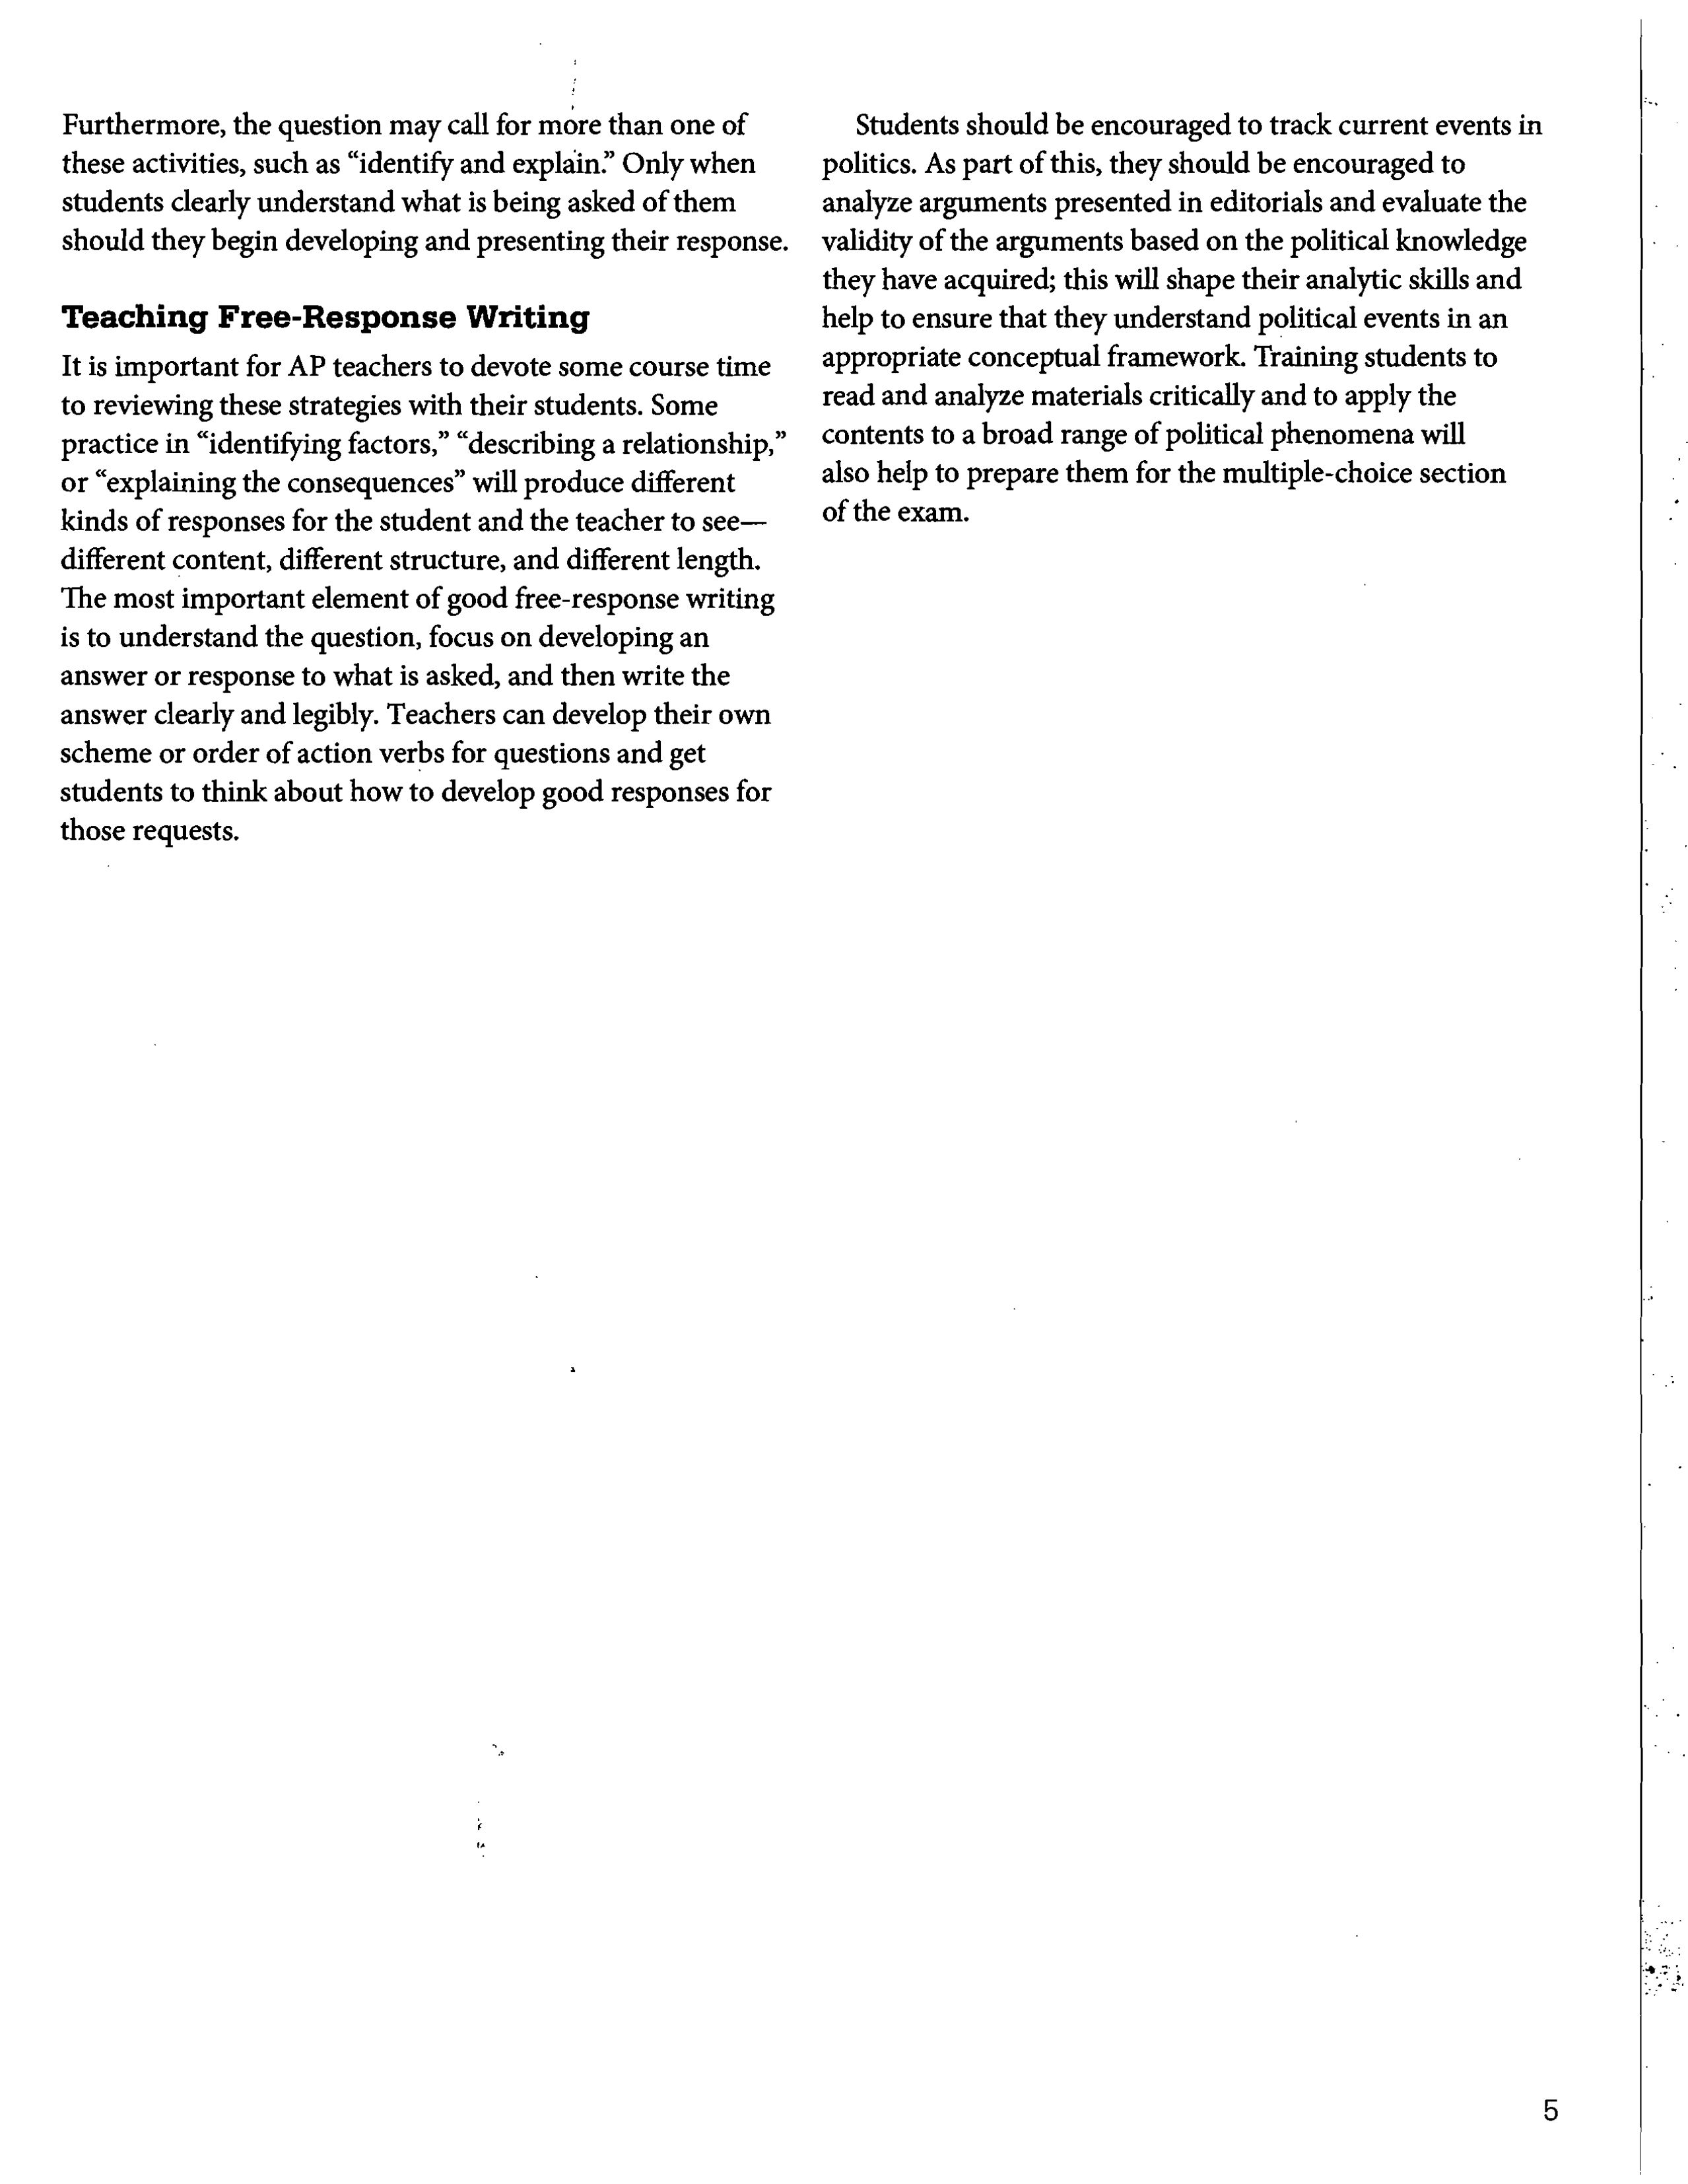 Furthermore, the question may call for more than one of
these activities, such as “identify and explain.” Only when
students clearly understand what is being asked of them
should they begin developing and presenting their response.
Teaching Free-Response Writing
It is important for AP teachers to devote some course time
to reviewing these strategies with their students. Some
practice in “identifying factors,” “describing a relationship,”
or “explaining the consequences” will produce different
kinds of responses for the student and the teacher to see—
different content, different structure, and different length.
The most important element of good free-response writing
is to understand the question, focus on developing an
answer or response to what is asked, and then write the
answer clearly and legibly. Teachers can develop their own
scheme or order of action verbs for questions and get
students to think about how to develop good responses for
those requests.
Students should be encouraged to track current events in
politics. As part of this, they should be encouraged to
analyze arguments presented in editorials and evaluate the
validity of the arguments based on the political knowledge
they have acquired; this will shape their analytic skills and
help to ensure that they understand political events in an
appropriate conceptual framework. Training students to
read and analyze materials critically and to apply the
contents to a broad range of political phenomena will
also help to prepare them for the multiple-choice section
of the exam.
5